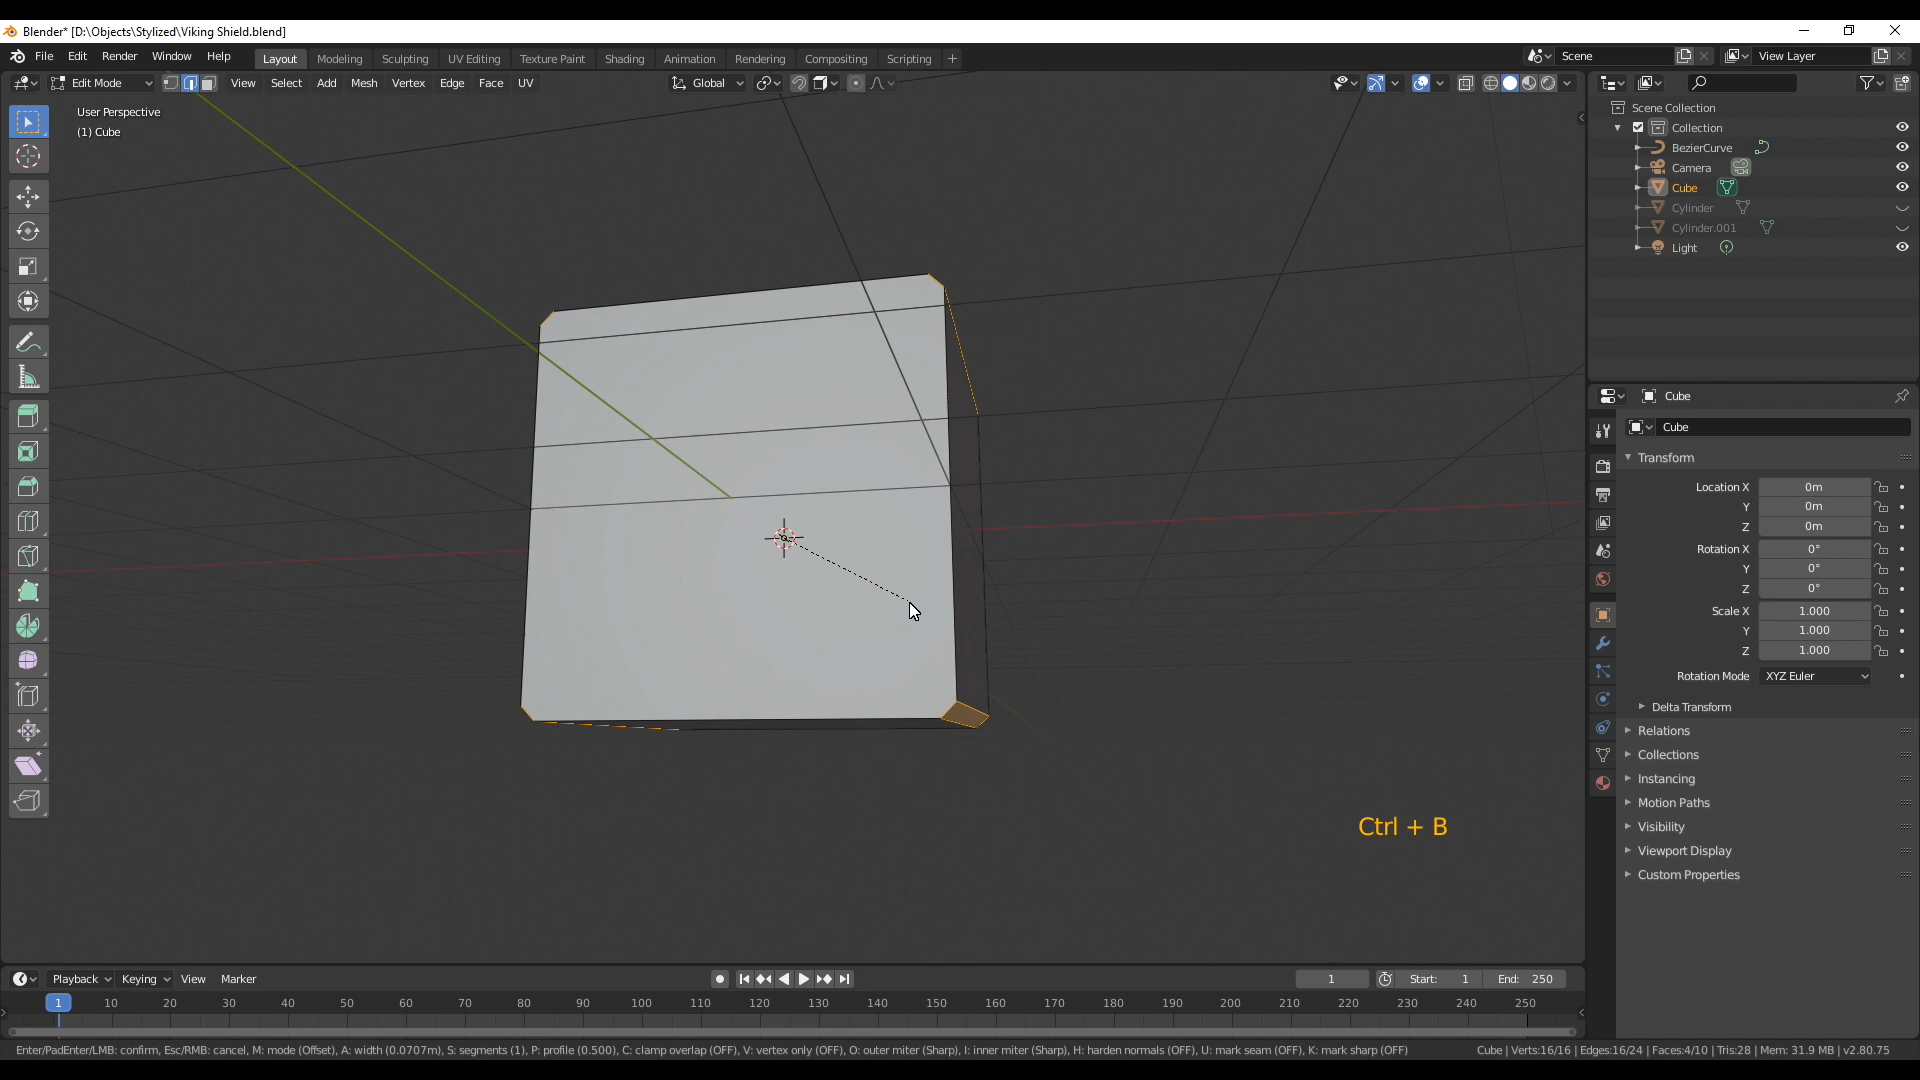 Blender* [D:\Objects\Stylized\Viking Shield.blend]
File Edit Render Window Help Layout Modeling Sculpting UV Editing Texture Paint Shading Animation Rendering Compositing Scripting + Scene View Layer
Edit Mode View Select Add Mesh Vertex Edge Face UV Global
User Perspective
(1) Cube
Scene Collection
Collection
BezierCurve
Camera
Cube
Cylinder
Cylinder.001
Light
Cube
Cube
Transform
Location X 0m
Y 0m
Z 0m
Rotation X 0°
Y 0°
Z 0°
Scale X 1.000
Y 1.000
Z 1.000
Rotation Mode XYZ Euler
Delta Transform
Relations
Collections
Instancing
Motion Paths
Visibility
Viewport Display
Custom Properties
Ctrl + B
Playback Keying View Marker 1 Start: 1 End: 250
1 10 20 30 40 50 60 70 80 90 100 110 120 130 140 150 160 170 180 190 200 210 220 230 240 250
Enter/PadEnter/LMB: confirm, Esc/RMB: cancel, M: mode (Offset), A: width (0.0707m), S: segments (1), P: profile (0.500), C: clamp overlap (OFF), V: vertex only (OFF), O: outer miter (Sharp), I: inner miter (Sharp), H: harden normals (OFF), U: mark seam (OFF), K: mark sharp (OFF)
Cube | Verts:16/16 | Edges:16/24 | Faces:4/10 | Tris:28 | Mem: 31.9 MB | v2.80.75